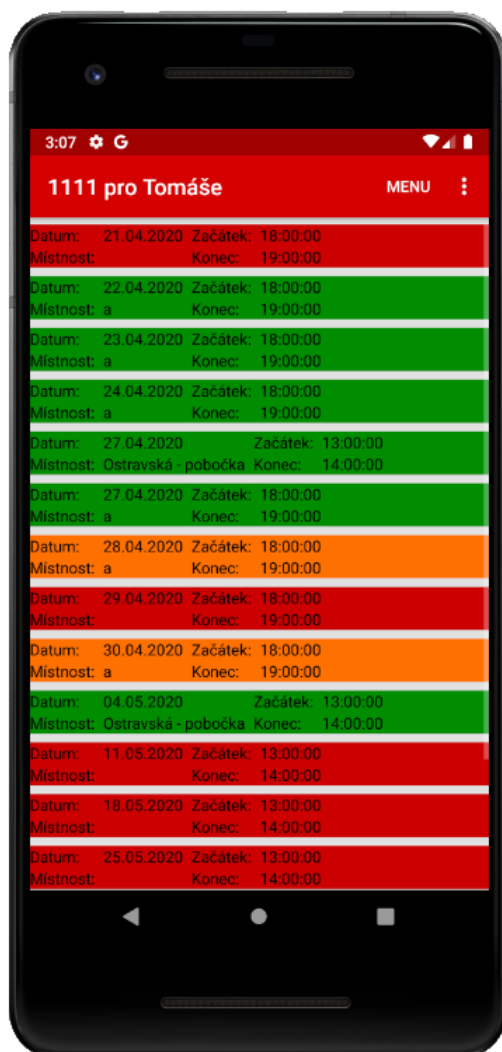 3:07 G
1111 pro Tomáše MENU
Datum: 21.04.2020 Začátek: 18:00:00
Místnost: Konec: 19:00:00
Datum: 22.04.2020 Začátek: 18:00:00
Místnost: a Konec: 19:00:00
Datum: 23.04.2020 Začátek: 18:00:00
Místnost: a Konec: 19:00:00
Datum: 24.04.2020 Začátek: 18:00:00
Místnost: a Konec: 19:00:00
Datum: 27.04.2020 Začátek: 13:00:00
Místnost: Ostravská - pobočka Konec: 14:00:00
Datum: 27.04.2020 Začátek: 18:00:00
Místnost: a Konec: 19:00:00
Datum: 28.04.2020 Začátek: 18:00:00
Místnost: a Konec: 19:00:00
Datum: 29.04.2020 Začátek: 18:00:00
Místnost: Konec: 19:00:00
Datum: 30.04.2020 Začátek: 18:00:00
Místnost: a Konec: 19:00:00
Datum: 04.05.2020 Začátek: 13:00:00
Místnost: Ostravská - pobočka Konec: 14:00:00
Datum: 11.05.2020 Začátek: 13:00:00
Místnost: Konec: 14:00:00
Datum: 18.05.2020 Začátek: 13:00:00
Místnost: Konec: 14:00:00
Datum: 25.05.2020 Začátek: 13:00:00
Místnost: Konec: 14:00:00